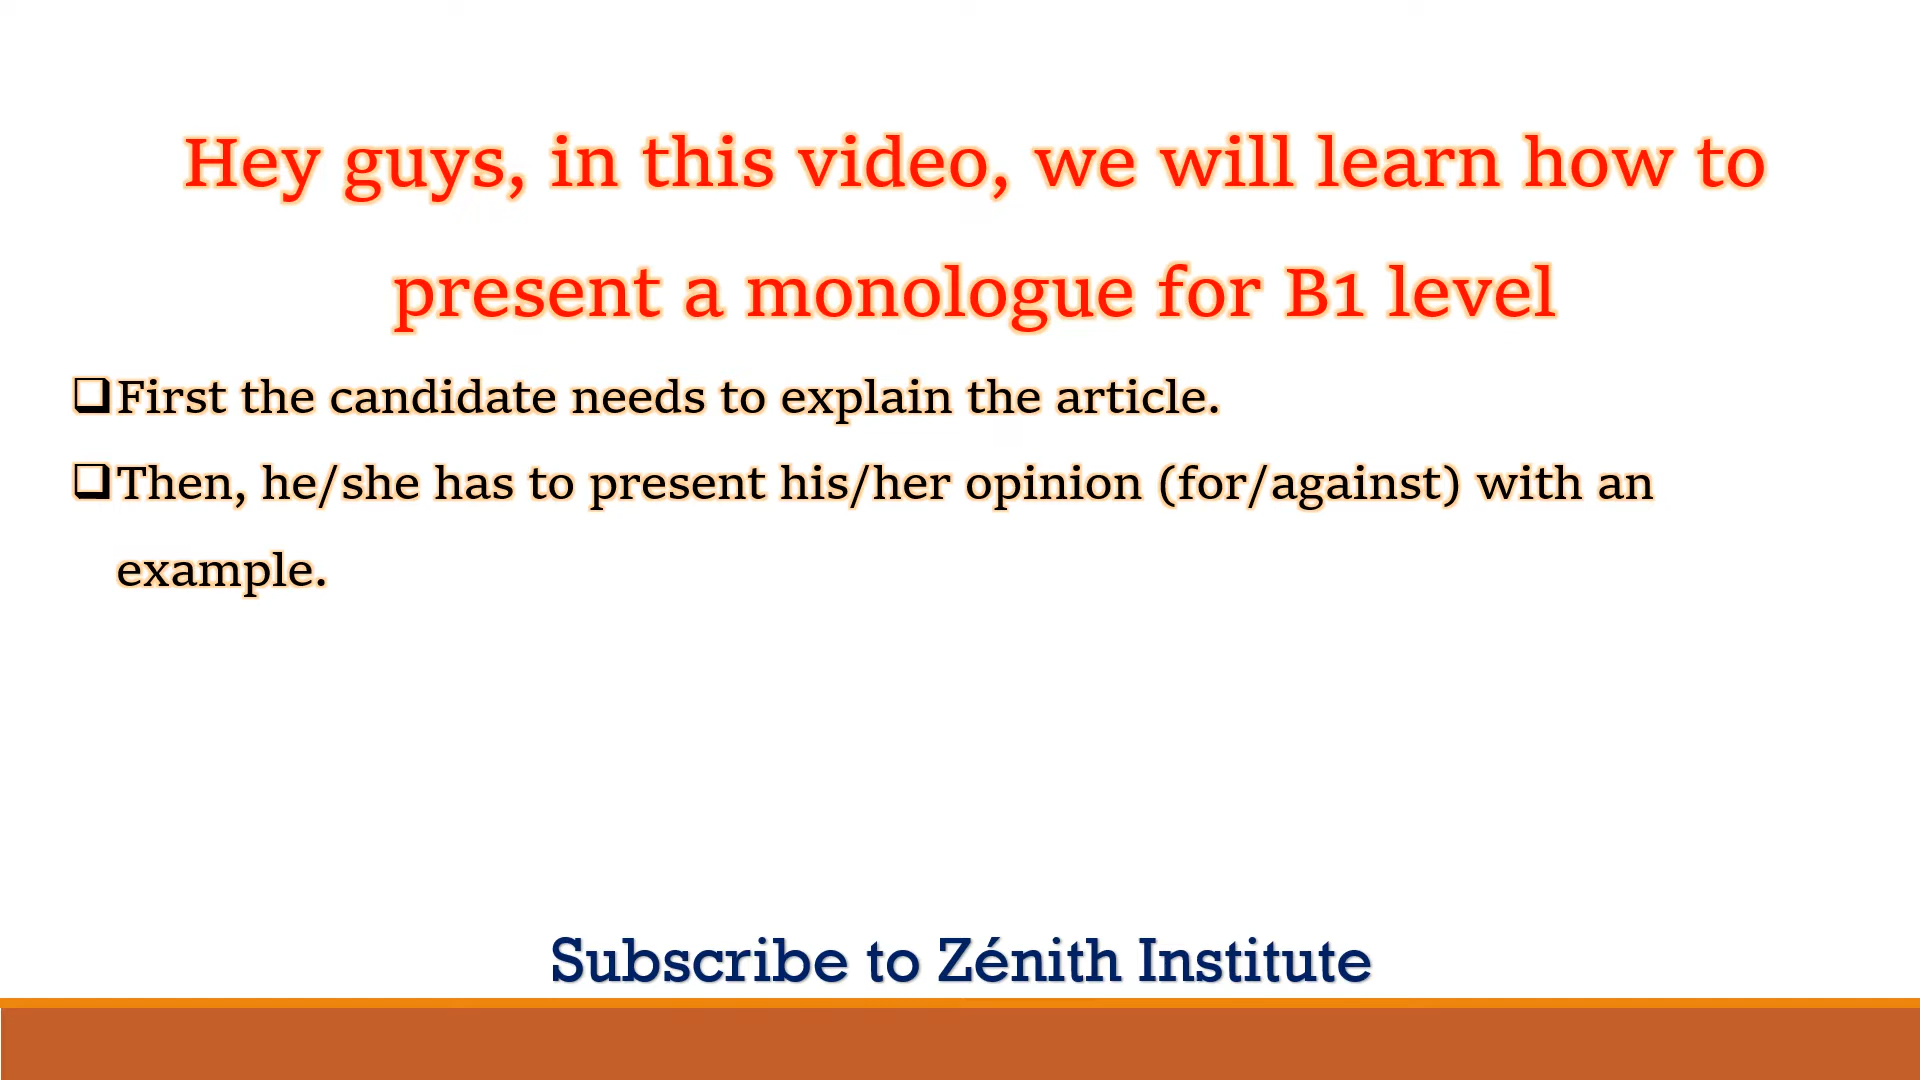 Hey guys, in this video, we will learn how to
present a monologue for B1 level
❑First the candidate needs to explain the article.
❑Then, he/she has to present his/her opinion (for/against) with an
example.
Subscribe to Zénith Institute